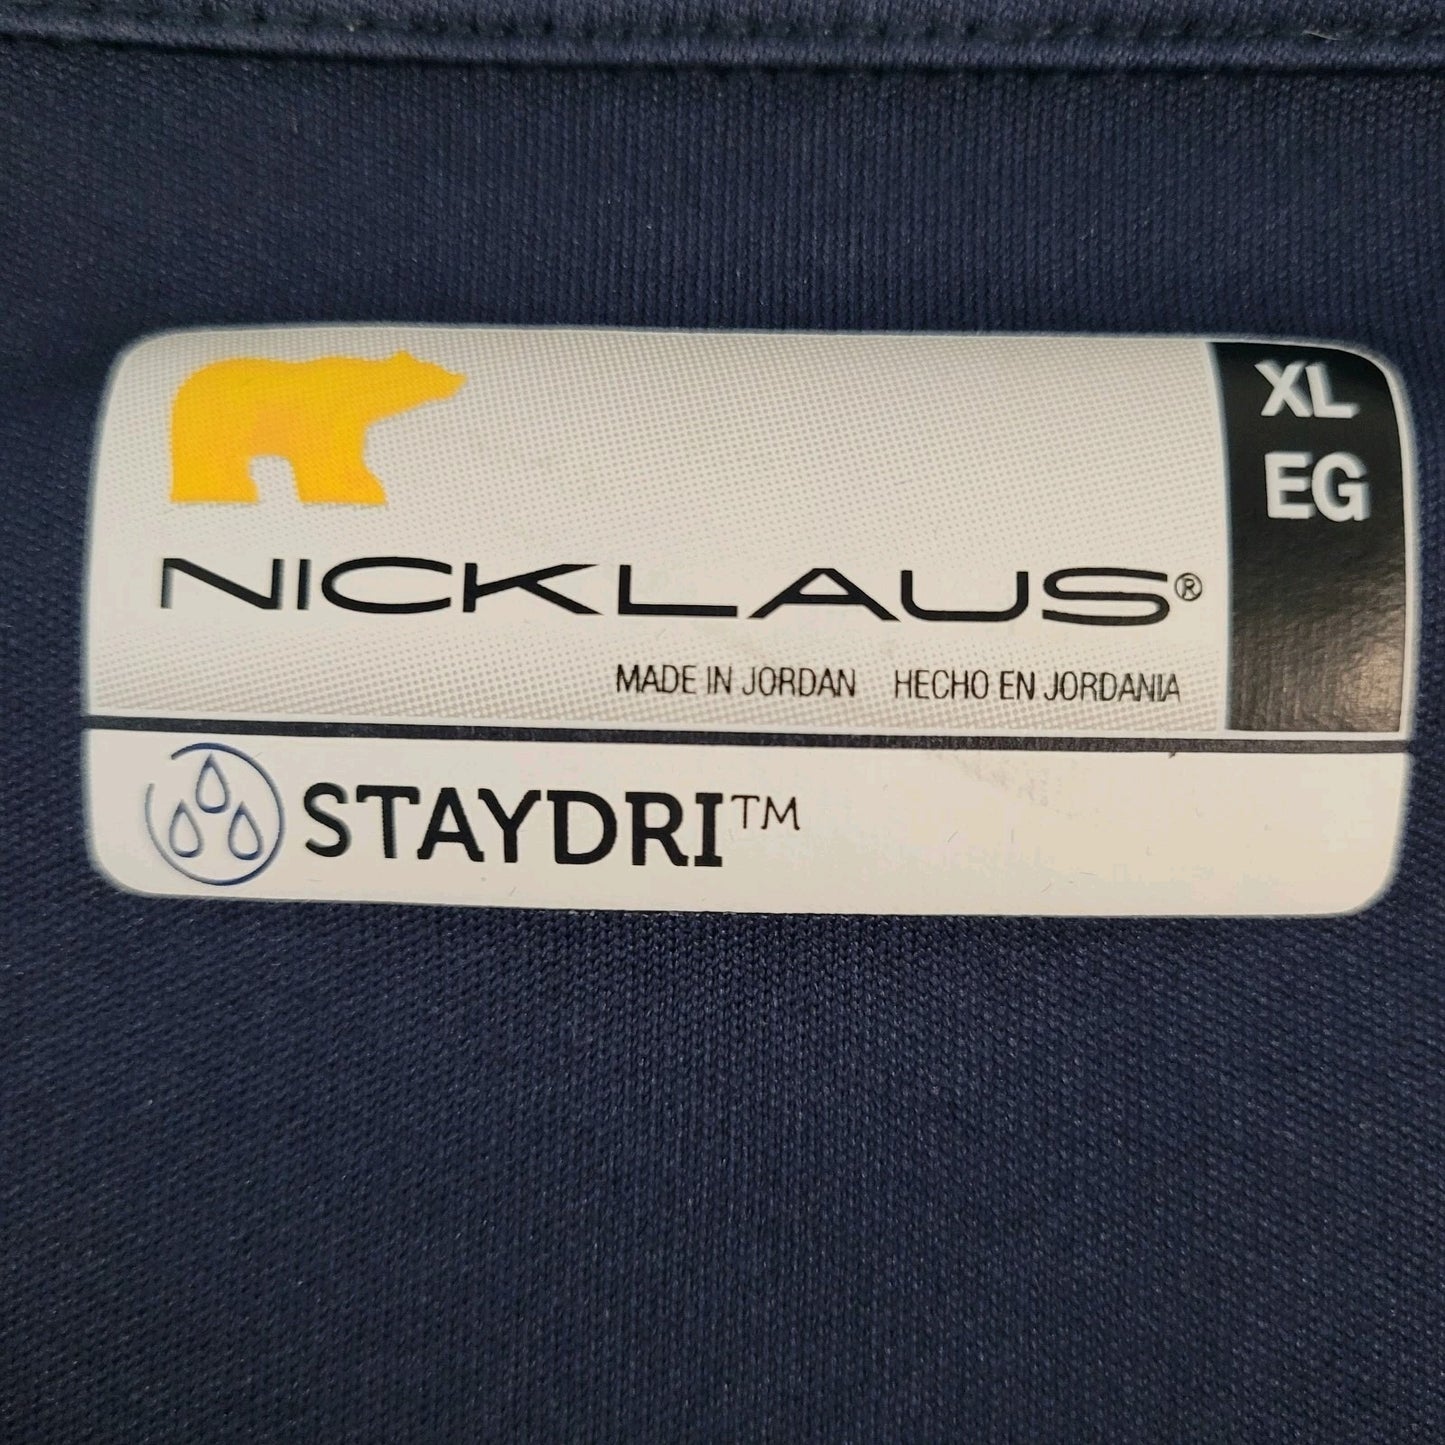 XL
EG
NICKLAUS®
MADE IN JORDAN HECHO EN JORDANIA
STAYDRI™